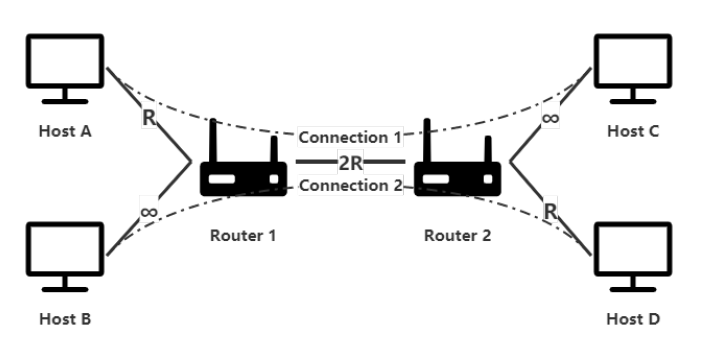 Host A
R
Connection 1
∞
Host C
2R
Connection 2
∞
R
Router 1
Router 2
Host B
Host D